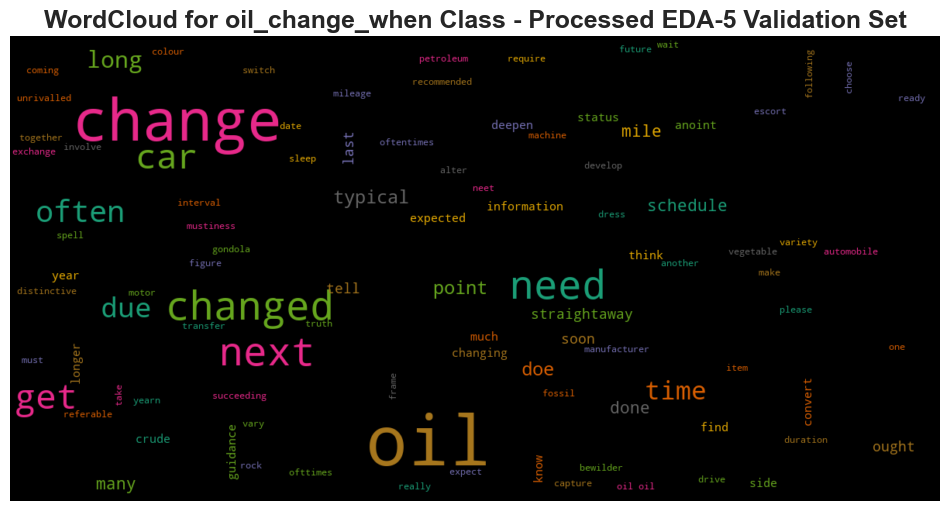 WordCloud for oil_change_when Class - Processed EDA-5 Validation Set
long
colour
coming
switch
petroleum
require
future
wait
following
choose
recommended
mileage
unrivalled
ready
change
date
last
oftentimes
deepen
machine
status
mile
anoint
escort
together
exchange
involve
car
sleep
alter
develop
neet
typical
often
interval
mustiness
expected
information
dress
schedule
spell
gondola
figure
think
another
vegetable
variety
automobile
make
year
distinctive
motor
tell
point
need
due
changed
transfer
truth
straightaway
please
next
much
changing
soon
manufacturer
one
must
longer
doe
item
get
take
yearn
succeeding
frame
fossil
time
done
convert
referable
crude
vary
guidance
rock
ofttimes
oil
find
duration
ought
many
really
expect
know
bewilder
capture
oil oil
drive
side